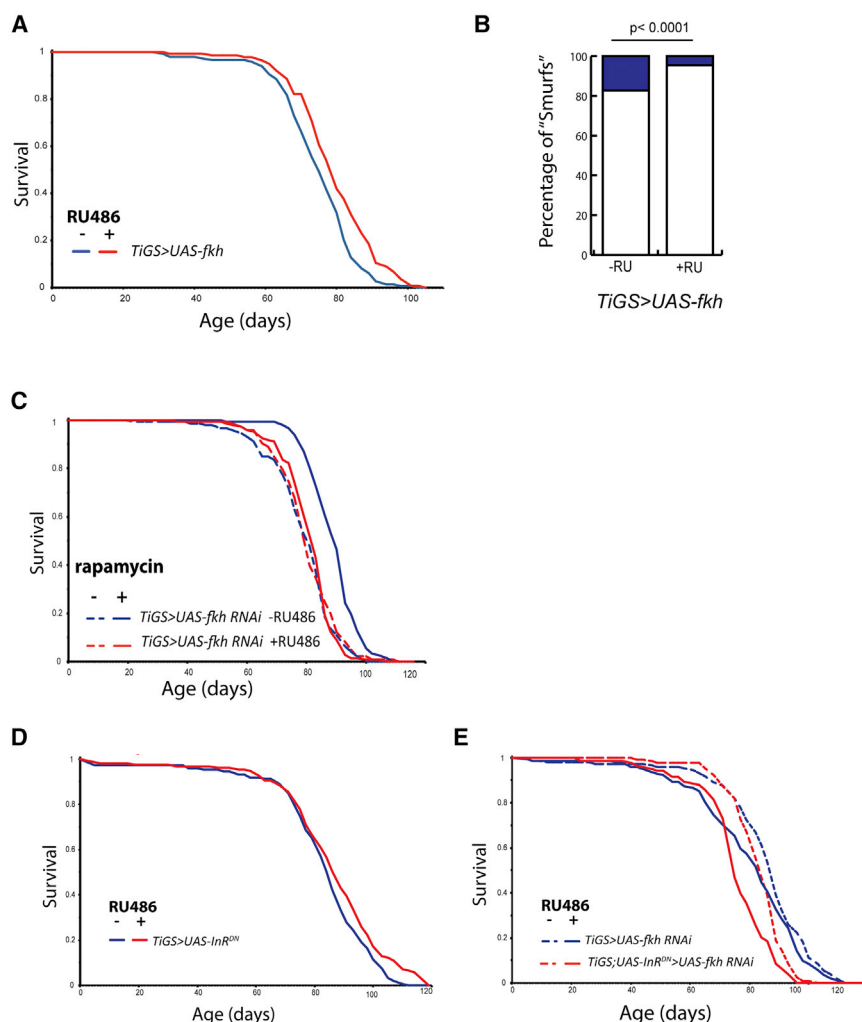 A
Survival
1
0.8
0.6
0.4
0.2
0
0 20 40 60 80 100
Age (days)
RU486
- +
TiGS>UAS-fkh
B
p< 0.0001
Percentage of "Smurfs"
100
80
60
40
20
0
-RU +RU
TiGS>UAS-fkh
C
Survival
1
0.8
0.6
0.4
0.2
0
0 20 40 60 80 100 120
Age (days)
rapamycin
- +
TiGS>UAS-fkh RNAi -RU486
TiGS>UAS-fkh RNAi +RU486
D
Survival
1
0.8
0.6
0.4
0.2
0
0 20 40 60 80 100 120
Age (days)
RU486
- +
TiGS>UAS-InR^DN
E
Survival
1
0.8
0.6
0.4
0.2
0
0 20 40 60 80 100 120
Age (days)
RU486
- +
TiGS>UAS-fkh RNAi
TiGS;UAS-InR^DN>UAS-fkh RNAi